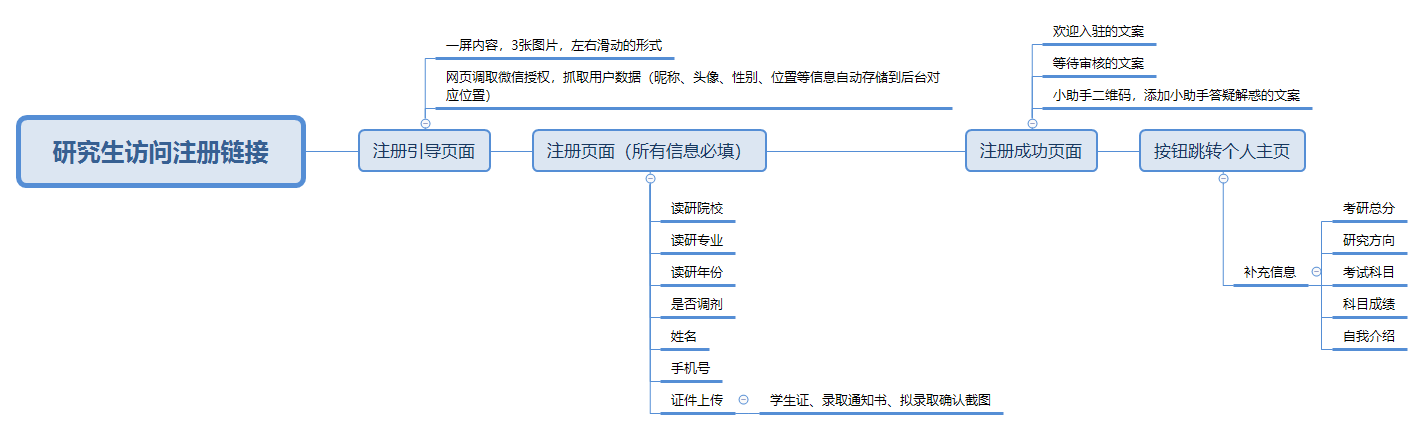 研究生访问注册链接
注册引导页面
一屏内容，3张图片，左右滑动的形式
网页调取微信授权，抓取用户数据（昵称、头像、性别、位置等信息自动存储到后台对
应位置）
注册页面（所有信息必填）
读研院校
读研专业
读研年份
是否调剂
姓名
手机号
证件上传
学生证、录取通知书、拟录取确认截图
注册成功页面
欢迎入驻的文案
等待审核的文案
小助手二维码，添加小助手答疑解惑的文案
按钮跳转个人主页
补充信息
考研总分
研究方向
考试科目
科目成绩
自我介绍